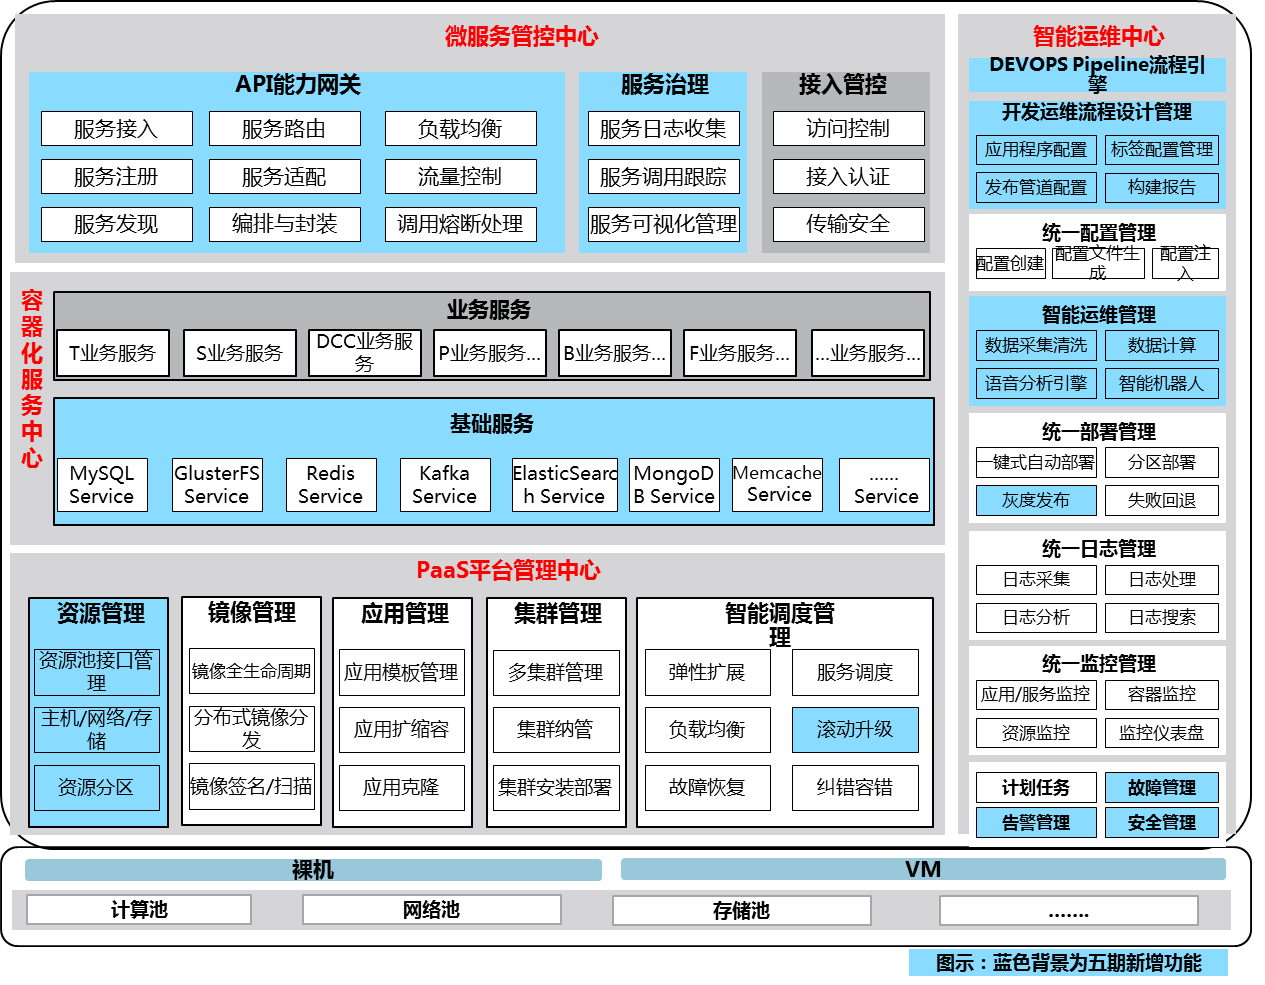 微服务管控中心
API能力网关
服务接入
服务路由
负载均衡
服务注册
服务适配
流量控制
服务发现
编排与封装
调用熔断处理
服务治理
服务日志收集
服务调用跟踪
服务可视化管理
接入管控
访问控制
接入认证
传输安全
容器化服务中心
业务服务
T业务服务
S业务服务
DCC业务服
务
P业务服务...
B业务服务...
F业务服务...
...业务服务...
基础服务
MySQL
Service
GlusterFS
Service
Redis
Service
Kafka
Service
ElasticSearc
h Service
MongoD
B Service
Memcache
Service
......
Service
PaaS平台管理中心
资源管理
资源池接口管
理
主机/网络/存
储
资源分区
镜像管理
镜像全生命周期
分布式镜像分
发
镜像签名/扫描
应用管理
应用模板管理
应用扩缩容
应用克隆
集群管理
多集群管理
集群纳管
集群安装部署
智能调度管
理
弹性扩展
服务调度
负载均衡
滚动升级
故障恢复
纠错容错
智能运维中心
DEVOPS Pipeline流程引
擎
开发运维流程设计管理
应用程序配置
标签配置管理
发布管道配置
构建报告
统一配置管理
配置创建
配置文件生
成
配置注
入
智能运维管理
数据采集清洗
数据计算
语音分析引擎
智能机器人
统一部署管理
一键式自动部署
分区部署
灰度发布
失败回退
统一日志管理
日志采集
日志处理
日志分析
日志搜索
统一监控管理
应用/服务监控
容器监控
资源监控
监控仪表盘
计划任务
故障管理
告警管理
安全管理
裸机
VM
计算池
网络池
存储池
.......
图示：蓝色背景为五期新增功能